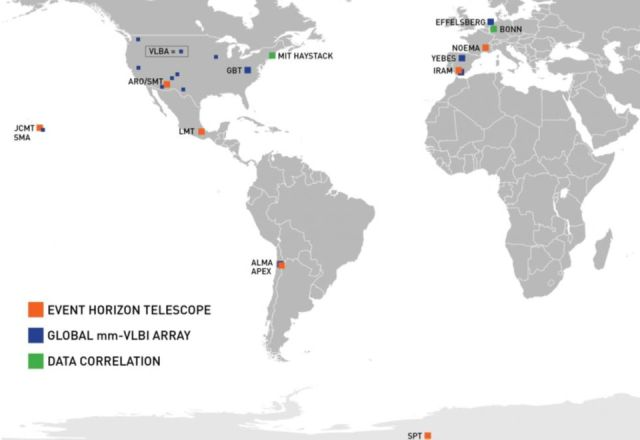 EFFELSBERG
BONN
NOEMA
YEBES
IRAM
VLBA =
MIT HAYSTACK
GBT
ARO/SMT
JCMT
SMA
LMT
ALMA
APEX
EVENT HORIZON TELESCOPE
GLOBAL mm-VLBI ARRAY
DATA CORRELATION
SPT